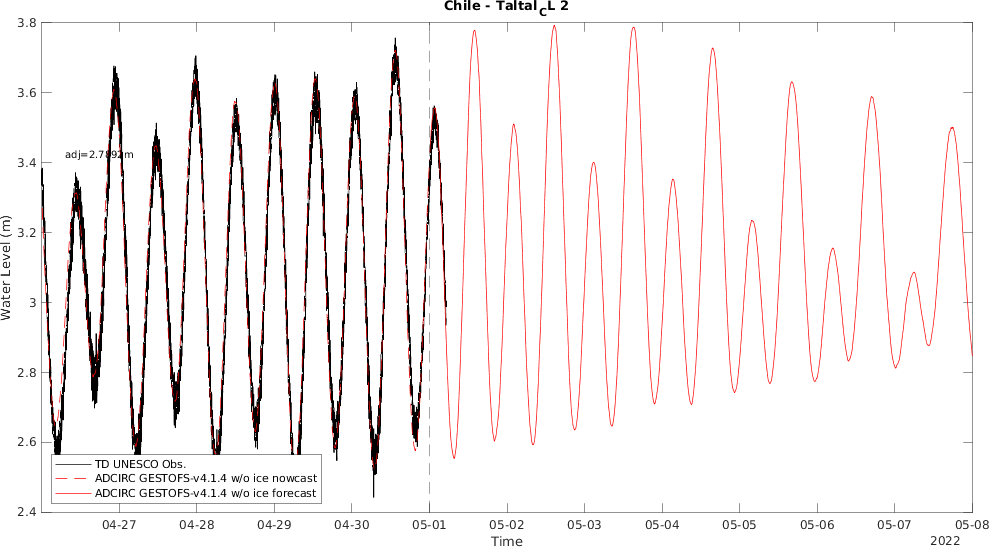 Chile - Taltal_CL 2
3.8
3.6
3.4
3.2
3
2.8
2.6
2.4
Water Level (m)
adj=2.7892m
TD UNESCO Obs.
ADCIRC GESTOFS-v4.1.4 w/o ice nowcast
ADCIRC GESTOFS-v4.1.4 w/o ice forecast
04-27 04-28 04-29 04-30 05-01 05-02 05-03 05-04 05-05 05-06 05-07 05-08
Time
2022